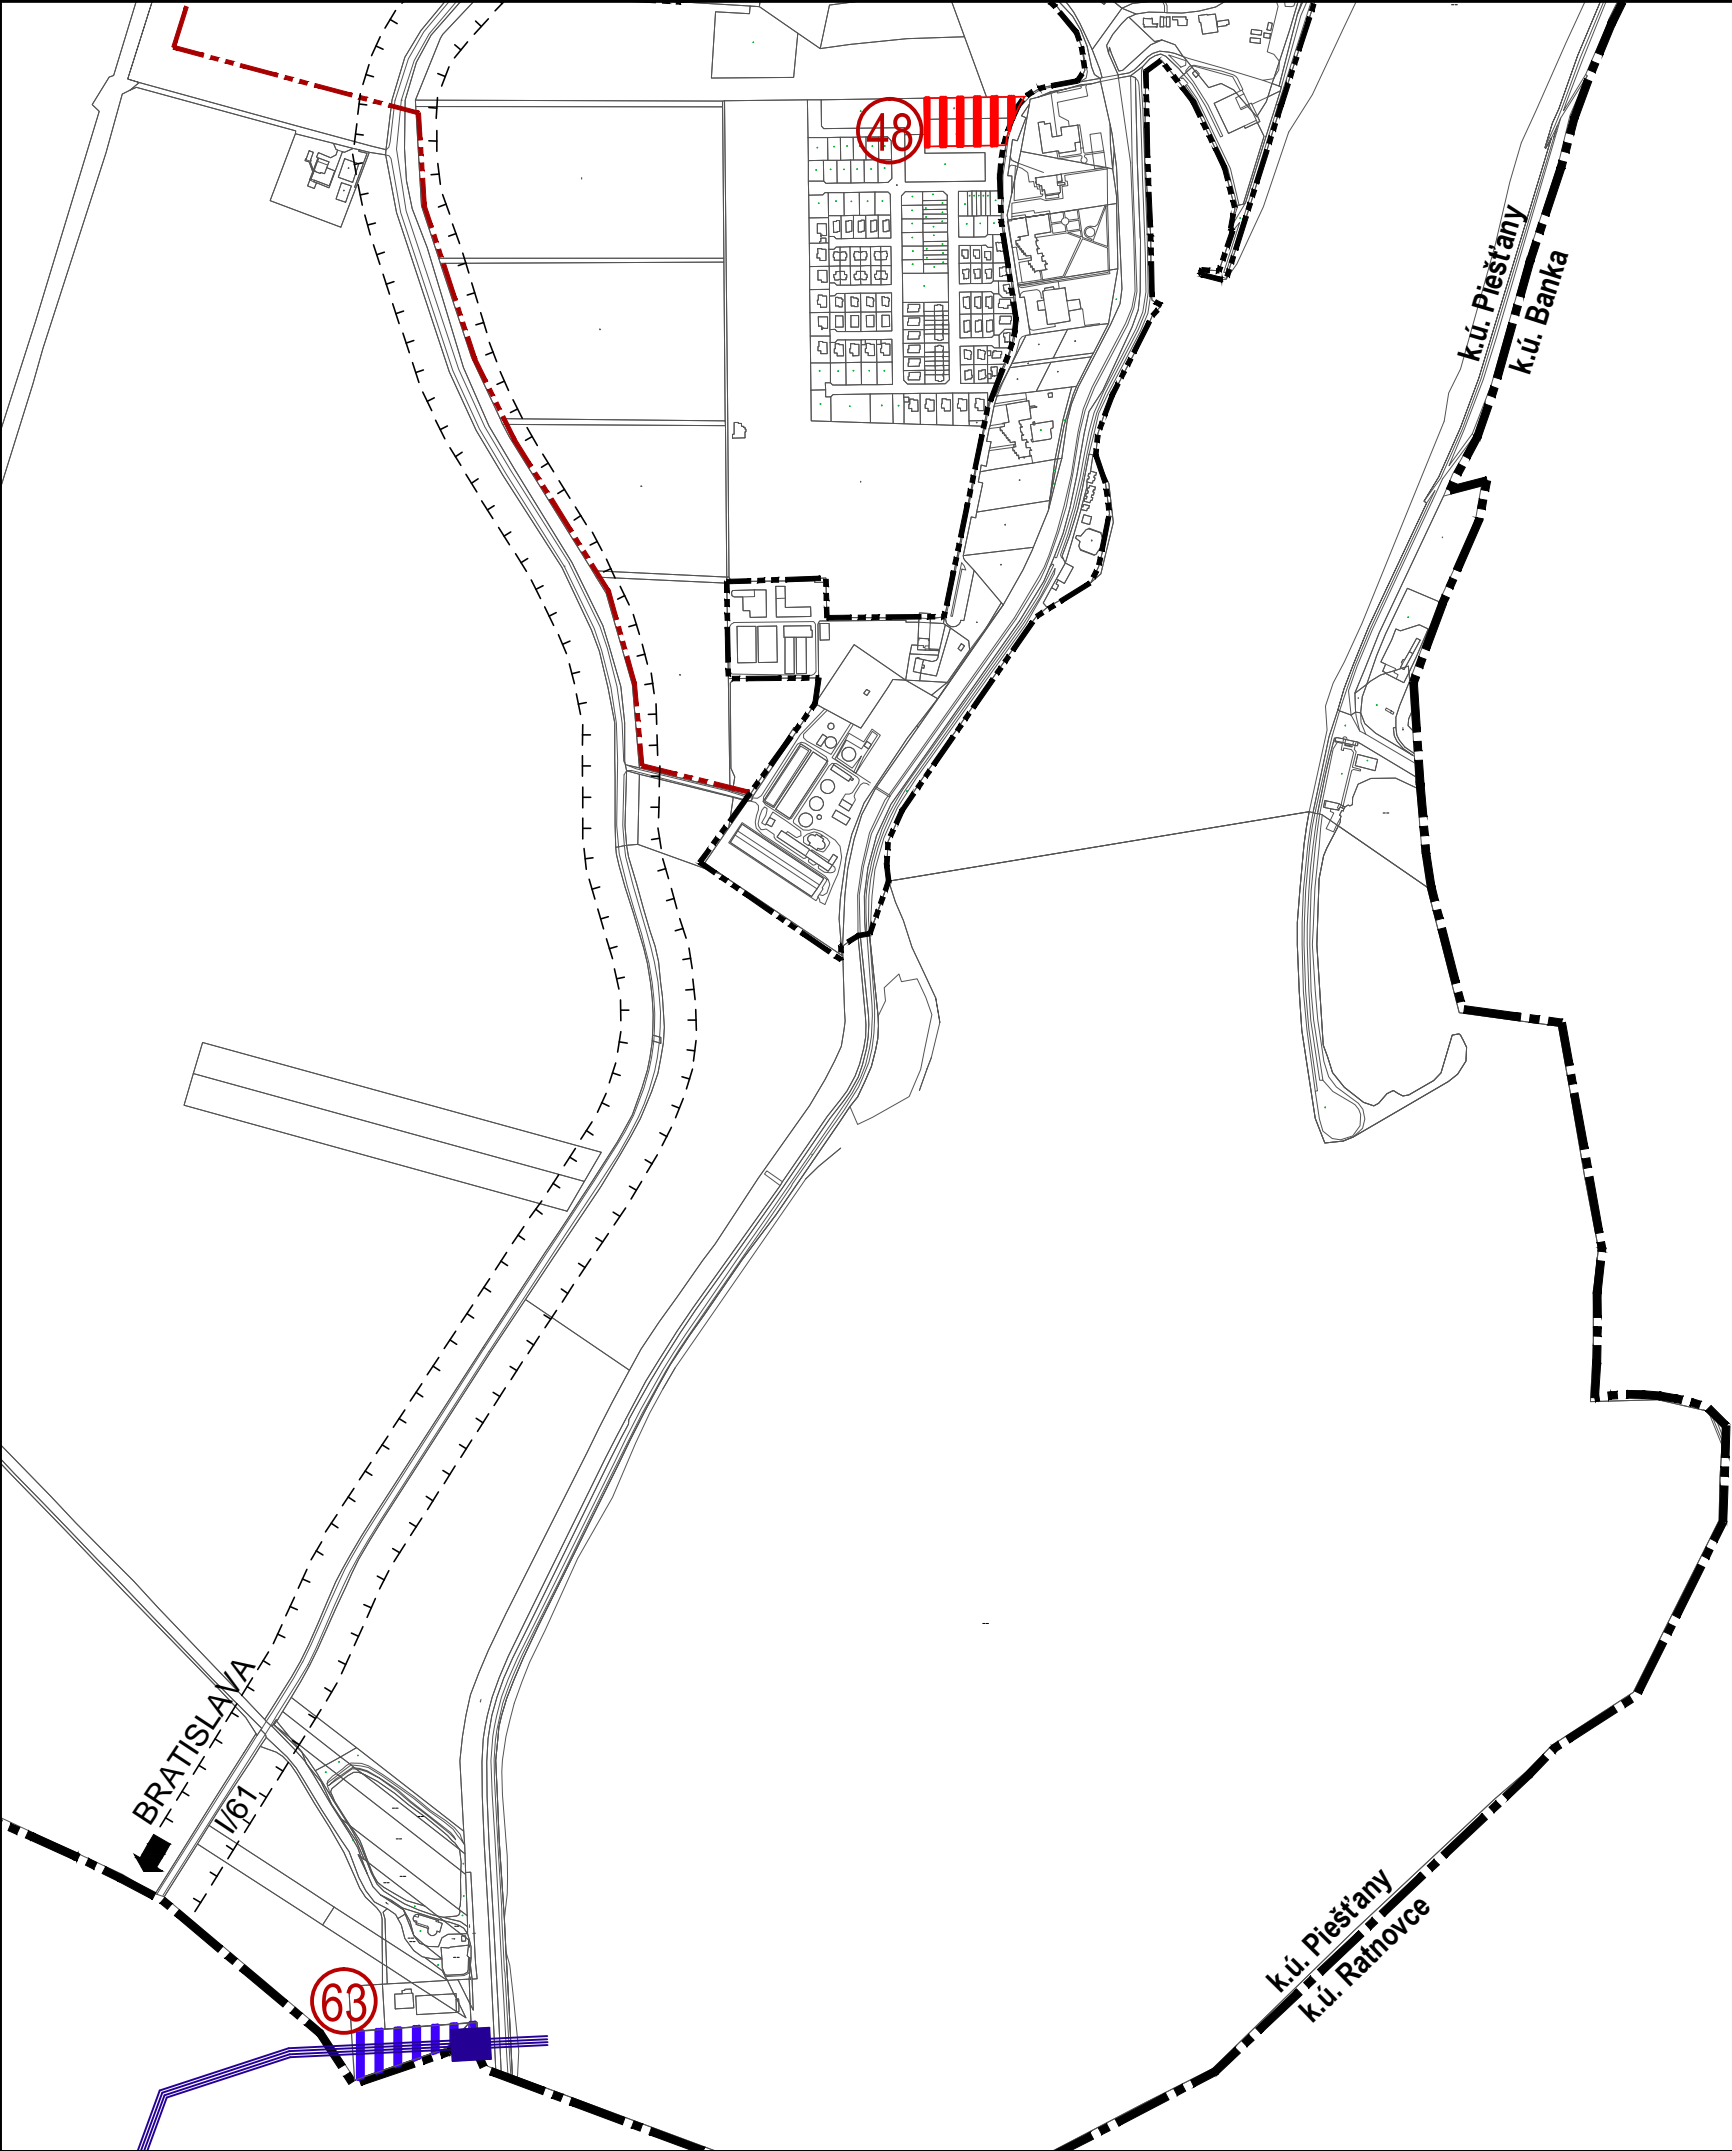 48
k.ú. Piešťany
k.ú. Banka
BRATISLAVA
I/61
k.ú. Piešťany
k.ú. Ratnovce
63